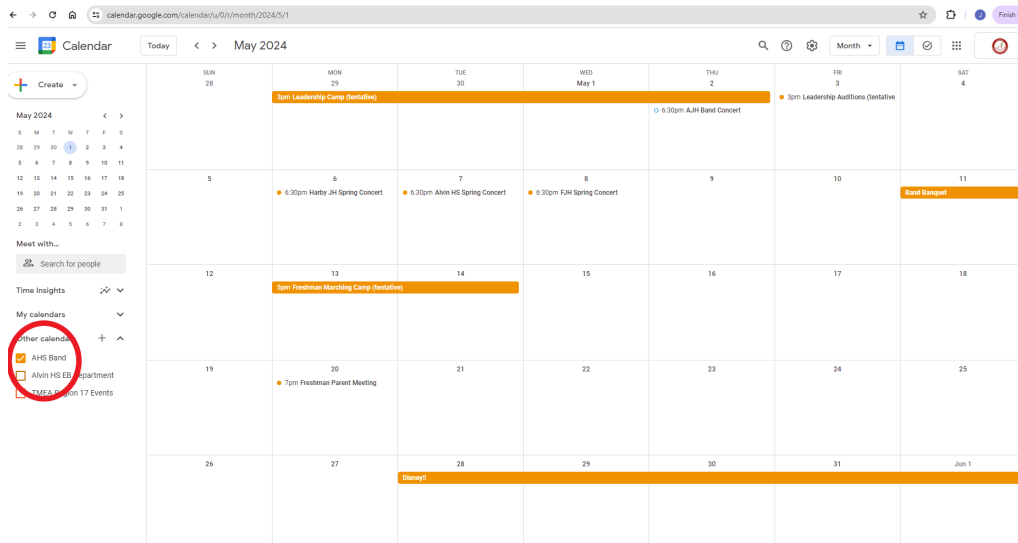 calendar.google.com/calendar/u/0/r/month/2024/5/1
J Finish
23 Calendar Today May 2024 Month
Create
May 2024
S M T W T F S
28 29 30 1 2 3 4
5 6 7 8 9 10 11
12 13 14 15 16 17 18
19 20 21 22 23 24 25
26 27 28 29 30 31 1
2 3 4 5 6 7 8
Meet with...
Search for people
Time Insights
My calendars
Other calendars
AHS Band
Alvin HS EB Department
Region 17 Events
SUN MON TUE WED THU FRI SAT
28 29 30 May 1 2 3 4
3pm Leadership Camp (tentative)
3pm Leadership Auditions (tentative
6:30pm AJH Band Concert
5 6 7 8 9 10 11
6:30pm Harby JH Spring Concert
6:30pm Alvin HS Spring Concert
6:30pm FJH Spring Concert
Band Banquet
12 13 14 15 16 17 18
5pm Freshman Marching Camp (tentative)
19 20 21 22 23 24 25
7pm Freshman Parent Meeting
26 27 28 29 30 31 Jun 1
Disney!!